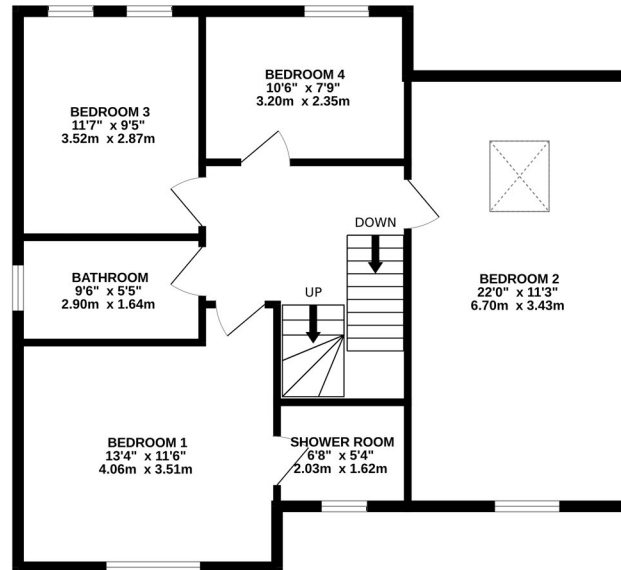 BEDROOM 3
11'7" x 9'5"
3.52m x 2.87m
BEDROOM 4
10'6" x 7'9"
3.20m x 2.35m
DOWN
BATHROOM
9'6" x 5'5"
2.90m x 1.64m
UP
BEDROOM 2
22'0" x 11'3"
6.70m x 3.43m
BEDROOM 1
13'4" x 11'6"
4.06m x 3.51m
SHOWER ROOM
6'8" x 5'4"
2.03m x 1.62m